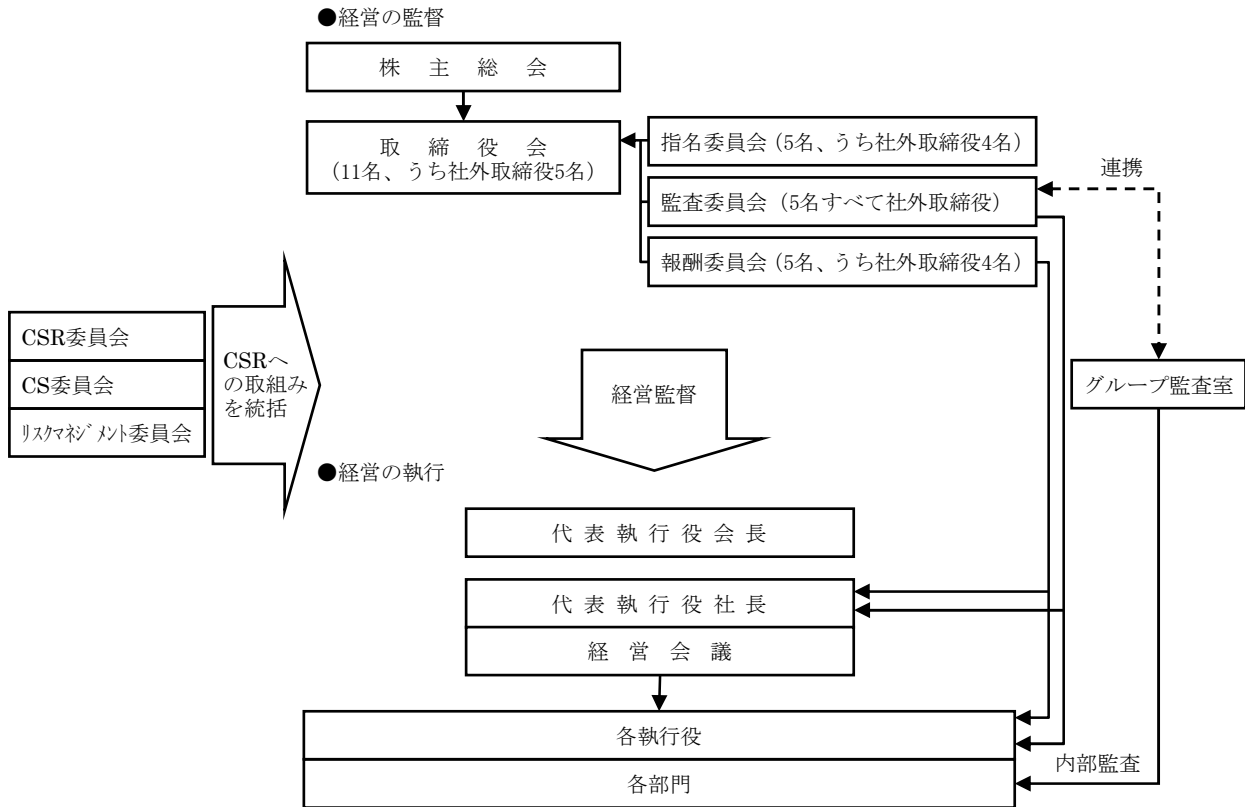 ●経営の監督
株主総会
取締役会
(11名、うち社外取締役5名)
指名委員会 (5名、うち社外取締役4名)
監査委員会 (5名すべて社外取締役)
報酬委員会 (5名、うち社外取締役4名)
連携
グループ監査室
CSR委員会
CS委員会
ﾘｽｸﾏﾈｼﾞﾒﾝﾄ委員会
CSRへ
の取組み
を統括
経営監督
●経営の執行
代表執行役会長
代表執行役社長
経営会議
各執行役
各部門
内部監査